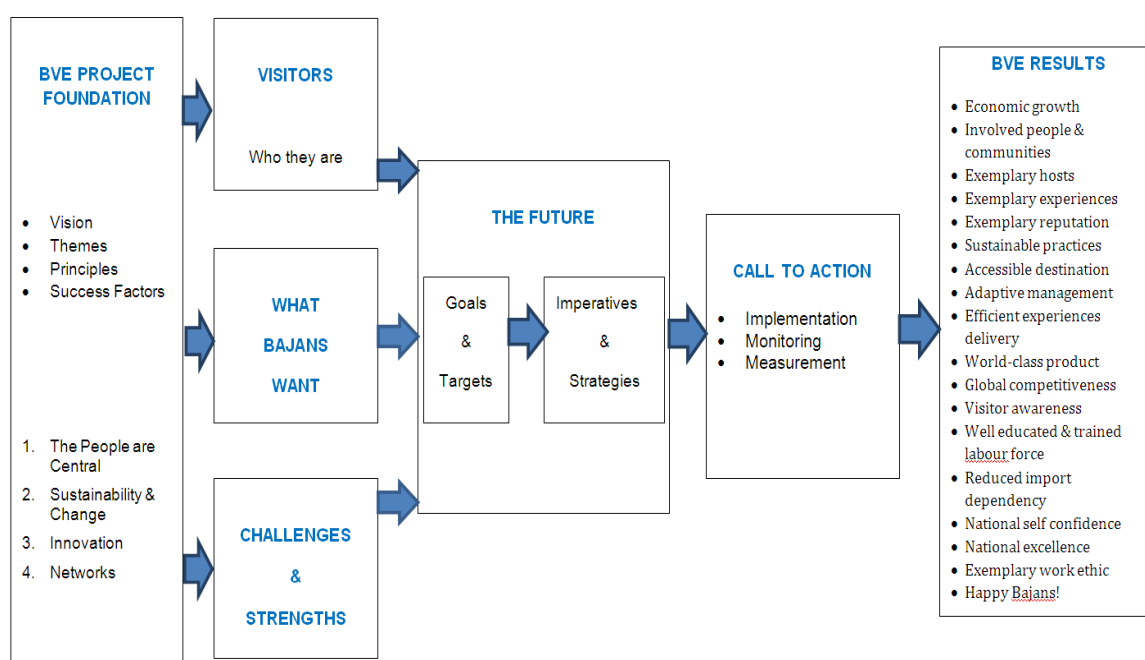 BVE PROJECT
FOUNDATION
• Vision
• Themes
• Principles
• Success Factors
1. The People are
Central
2. Sustainability &
Change
3. Innovation
4. Networks
VISITORS
Who they are
WHAT
BAJANS
WANT
CHALLENGES
&
STRENGTHS
THE FUTURE
Goals
&
Targets
Imperatives
&
Strategies
CALL TO ACTION
• Implementation
• Monitoring
• Measurement
BVE RESULTS
• Economic growth
• Involved people &
communities
• Exemplary hosts
• Exemplary experiences
• Exemplary reputation
• Sustainable practices
• Accessible destination
• Adaptive management
• Efficient experiences
delivery
• World-class product
• Global competitiveness
• Visitor awareness
• Well educated & trained
labour force
• Reduced import
dependency
• National self confidence
• National excellence
• Exemplary work ethic
• Happy Bajans!